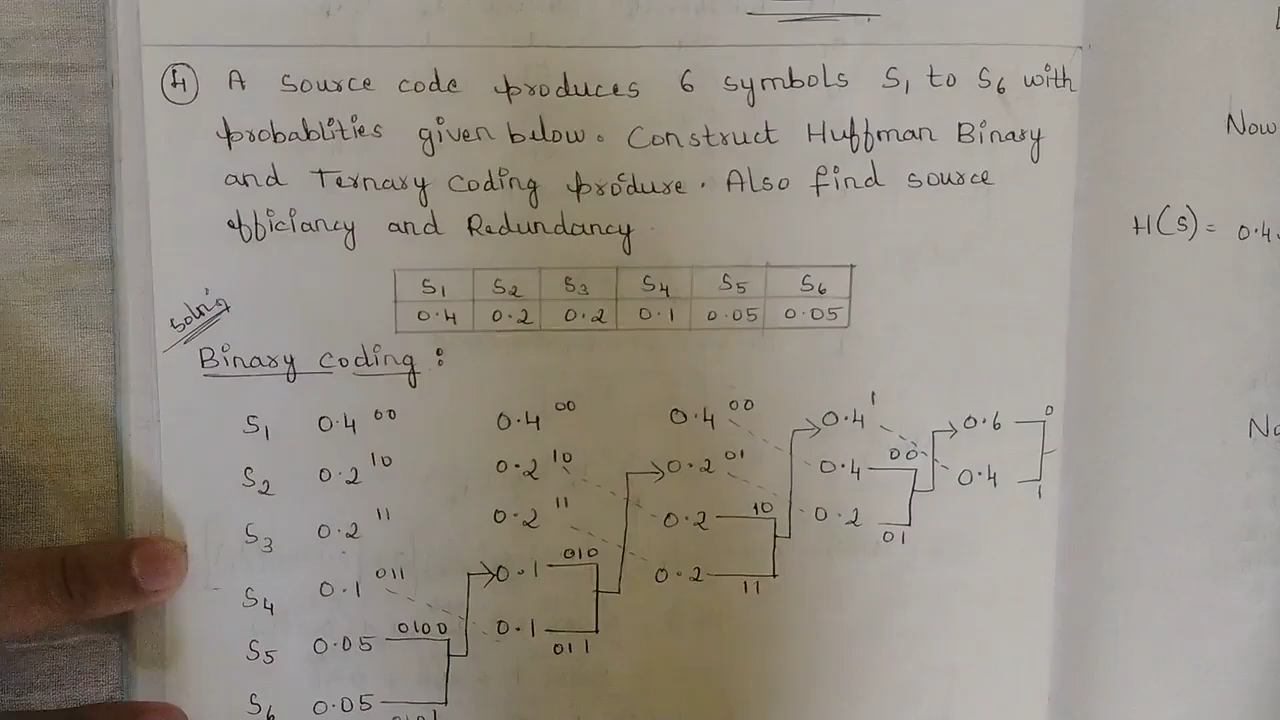 4 A source code produces 6 symbols S1 to S6 with
probablities given below. Construct Huffman Binary
and Ternary Coding produre. Also find source
efficiancy and Redundancy.
S1 S2 S3 S4 S5 S6
0.4 0.2 0.2 0.1 0.05 0.05
Soln:
Binary coding :
S1 0.4 00 0.4 00 0.4 00 0.4 1 0.6 0
S2 0.2 10 0.2 10 0.2 01 0.4 00 0.4 1
S3 0.2 11 0.2 11 0.2 10 0.2 01
S4 0.1 011 0.1 010 0.2 11
S5 0.05 0100 0.1 011
S6 0.05
Now
H(S) = 0.4